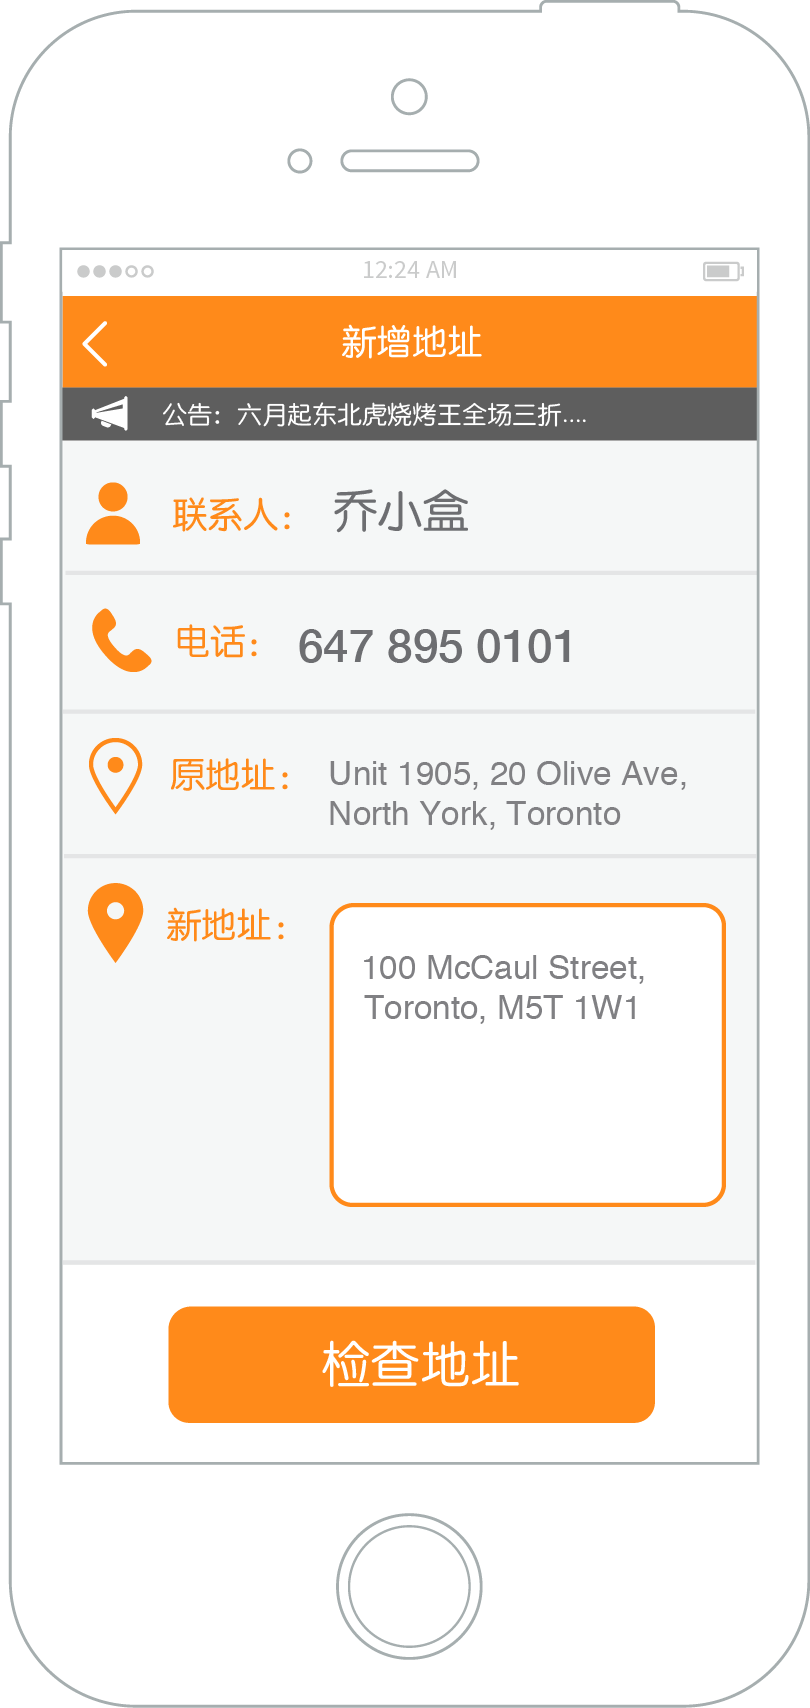 12:24 AM
新增地址
公告：六月起东北虎烧烤王全场三折....
联系人： 乔小盒
电话： 647 895 0101
原地址： Unit 1905, 20 Olive Ave,
North York, Toronto
新地址：
100 McCaul Street,
Toronto, M5T 1W1
检查地址